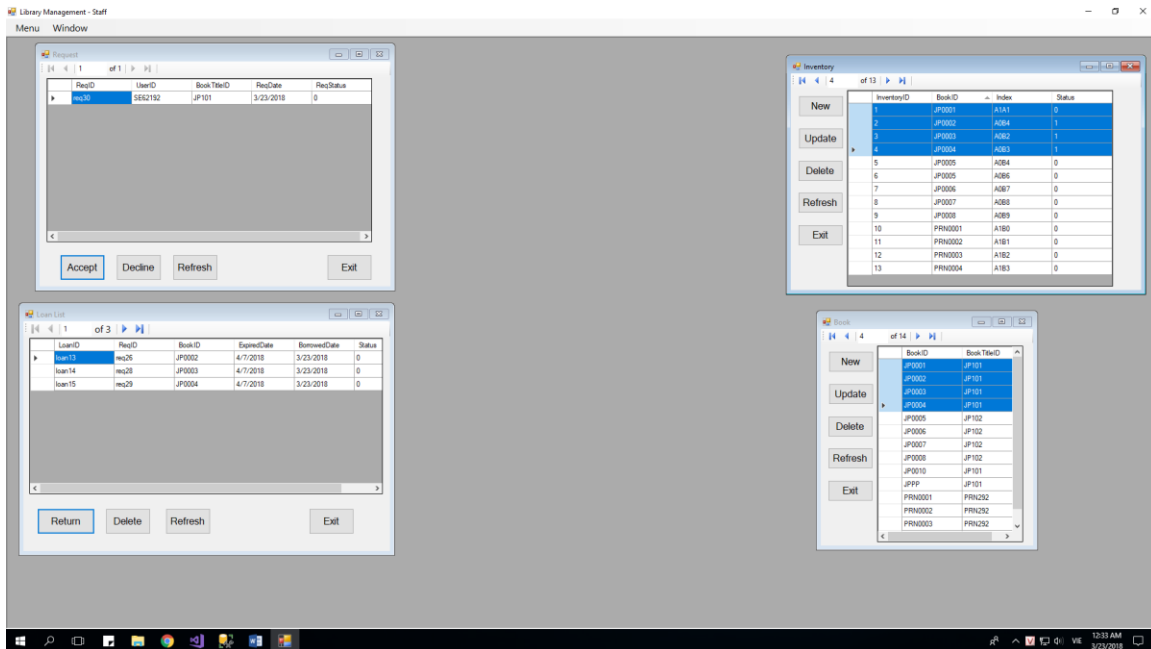 Library Management - Staff
Menu Window
Request
1 of 1
ReqID UserID BookTitleID ReqDate ReqStatus
req30 SE62192 JP101 3/23/2018 0
Accept Decline Refresh Exit
Loan List
1 of 3
LoanID ReqID BookID ExpiredDate BorrowedDate Status
loan13 req26 JP0002 4/7/2018 3/23/2018 0
loan14 req28 JP0003 4/7/2018 3/23/2018 0
loan15 req29 JP0004 4/7/2018 3/23/2018 0
Return Delete Refresh Exit
Inventory
4 of 13
New
Update
Delete
Refresh
Exit
InventoryID BookID Index Status
1 JP0001 A1A1 0
2 JP0002 A0B4 1
3 JP0003 A0B2 1
4 JP0004 A0B3 1
5 JP0005 A0B4 0
6 JP0005 A0B6 0
7 JP0006 A0B7 0
8 JP0007 A0B8 0
9 JP0008 A0B9 0
10 PRN0001 A1B0 0
11 PRN0002 A1B1 0
12 PRN0003 A1B2 0
13 PRN0004 A1B3 0
Book
4 of 14
New
Update
Delete
Refresh
Exit
BookID BookTitleID
JP0001 JP101
JP0002 JP101
JP0003 JP101
JP0004 JP101
JP0005 JP102
JP0006 JP102
JP0007 JP102
JP0008 JP102
JP0010 JP101
JPPP JP101
PRN0001 PRN292
PRN0002 PRN292
PRN0003 PRN292
VIE 12:33 AM
3/23/2018